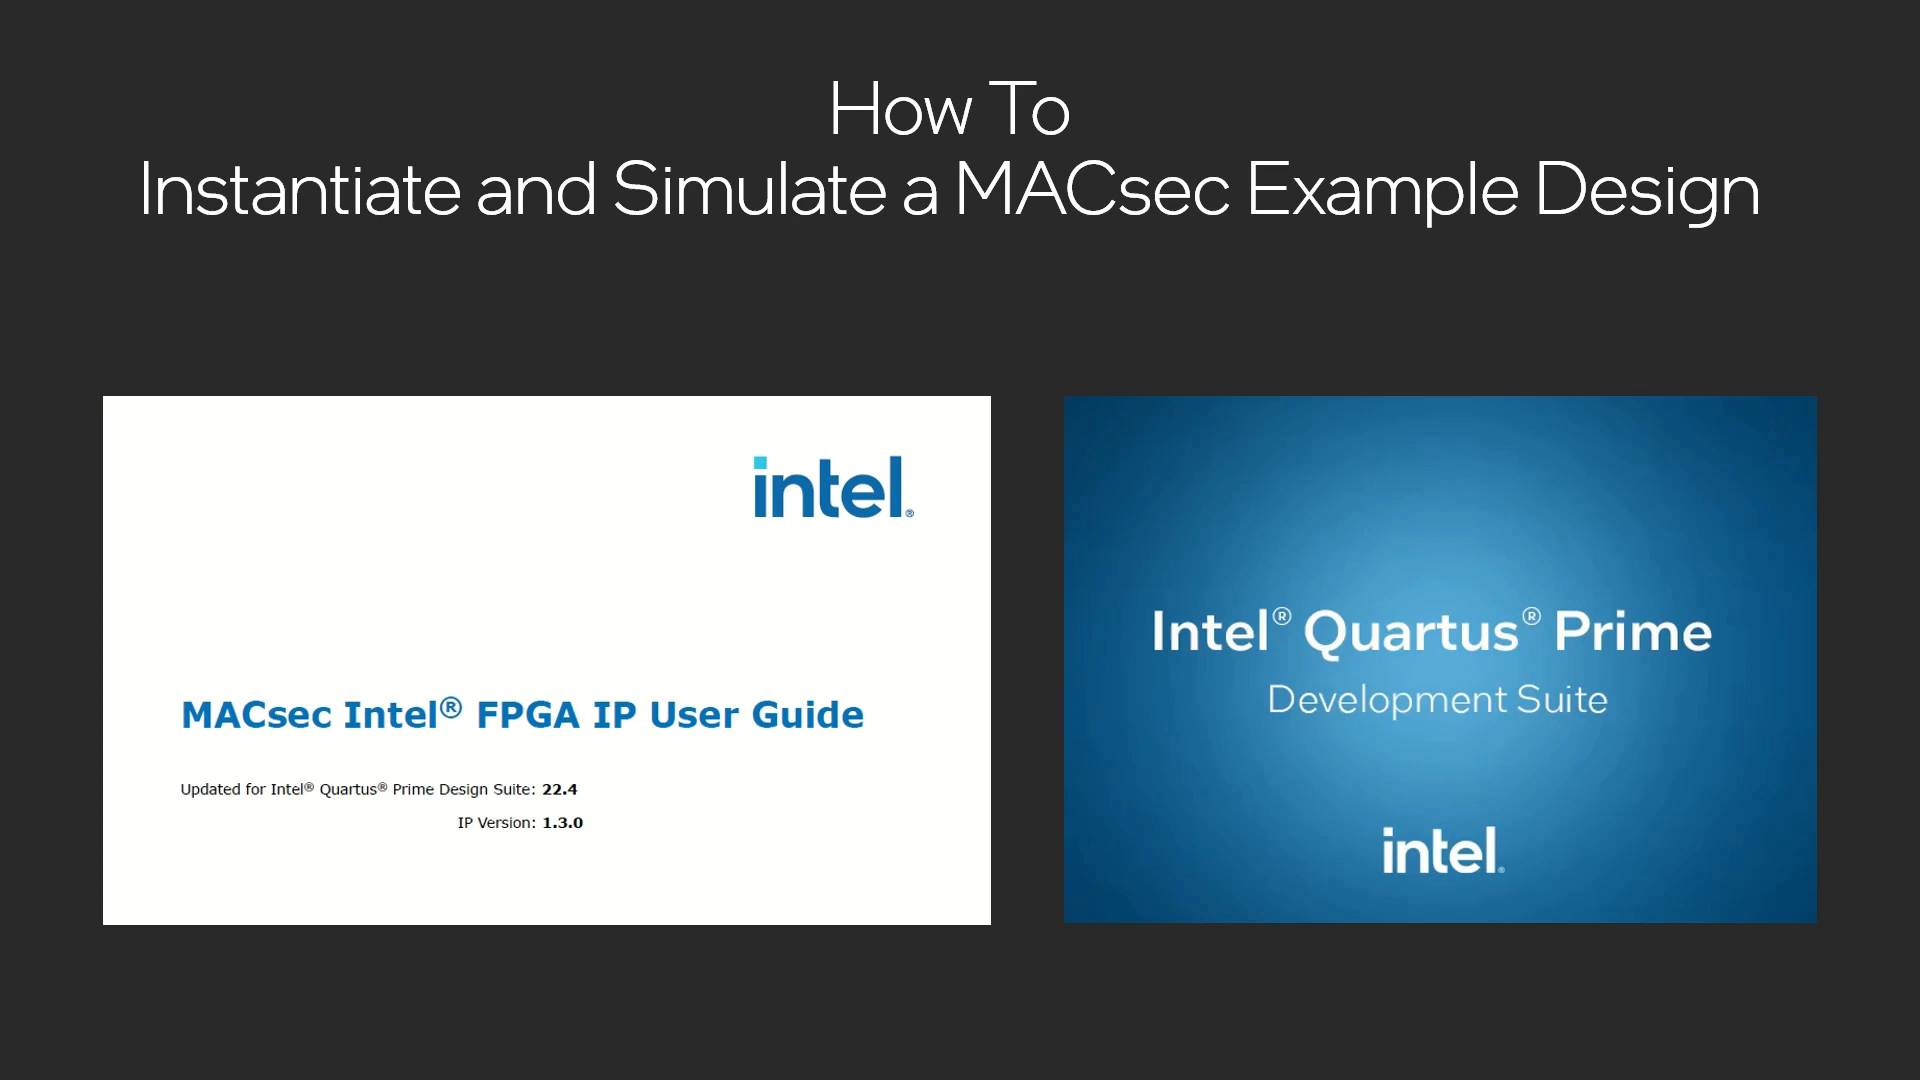 How To
Instantiate and Simulate a MACsec Example Design
intel®
MACsec Intel® FPGA IP User Guide
Updated for Intel® Quartus® Prime Design Suite: 22.4
IP Version: 1.3.0
Intel® Quartus® Prime
Development Suite
intel®